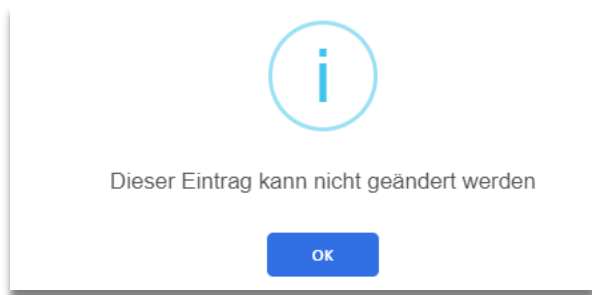 i
Dieser Eintrag kann nicht geändert werden
OK